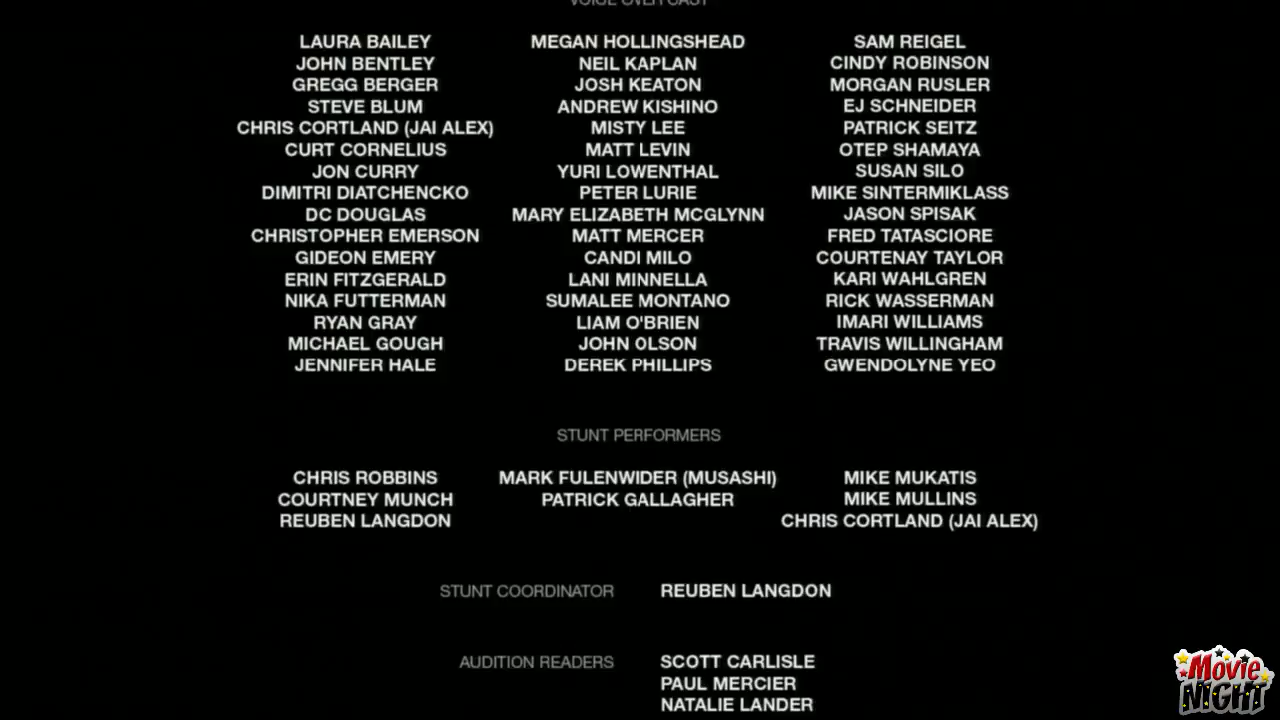 VOICE OVER CAST
LAURA BAILEY MEGAN HOLLINGSHEAD SAM REIGEL
JOHN BENTLEY NEIL KAPLAN CINDY ROBINSON
GREGG BERGER JOSH KEATON MORGAN RUSLER
STEVE BLUM ANDREW KISHINO EJ SCHNEIDER
CHRIS CORTLAND (JAI ALEX) MISTY LEE PATRICK SEITZ
CURT CORNELIUS MATT LEVIN OTEP SHAMAYA
JON CURRY YURI LOWENTHAL SUSAN SILO
DIMITRI DIATCHENCKO PETER LURIE MIKE SINTERMIKLASS
DC DOUGLAS MARY ELIZABETH MCGLYNN JASON SPISAK
CHRISTOPHER EMERSON MATT MERCER FRED TATASCIORE
GIDEON EMERY CANDI MILO COURTENAY TAYLOR
ERIN FITZGERALD LANI MINNELLA KARI WAHLGREN
NIKA FUTTERMAN SUMALEE MONTANO RICK WASSERMAN
RYAN GRAY LIAM O'BRIEN IMARI WILLIAMS
MICHAEL GOUGH JOHN OLSON TRAVIS WILLINGHAM
JENNIFER HALE DEREK PHILLIPS GWENDOLYNE YEO
STUNT PERFORMERS
CHRIS ROBBINS MARK FULENWIDER (MUSASHI) MIKE MUKATIS
COURTNEY MUNCH PATRICK GALLAGHER MIKE MULLINS
REUBEN LANGDON CHRIS CORTLAND (JAI ALEX)
STUNT COORDINATOR REUBEN LANGDON
AUDITION READERS SCOTT CARLISLE
PAUL MERCIER
NATALIE LANDER
Movie
NIGHT